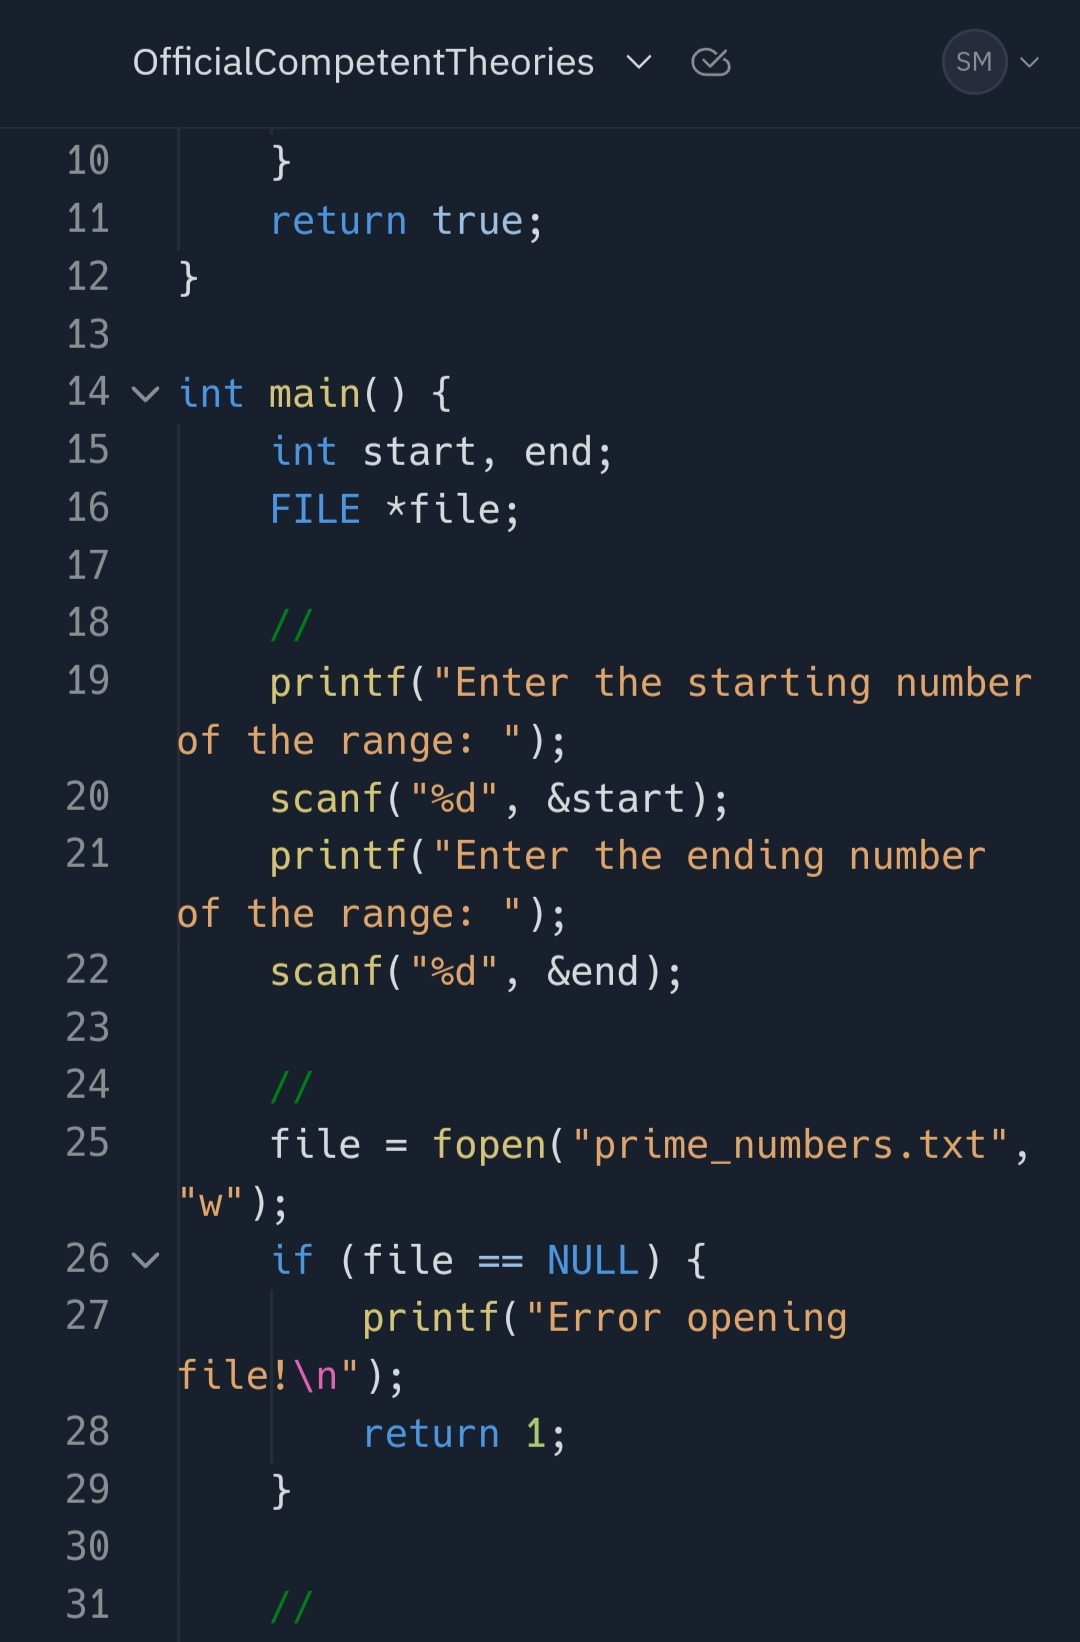 OfficialCompetentTheories
SM
10 }
11 return true;
12 }
13
14 int main() {
15 int start, end;
16 FILE *file;
17
18 //
19 printf("Enter the starting number
of the range: ");
20 scanf("%d", &start);
21 printf("Enter the ending number
of the range: ");
22 scanf("%d", &end);
23
24 //
25 file = fopen("prime_numbers.txt",
"w");
26 if (file == NULL) {
27 printf("Error opening
file!\n");
28 return 1;
29 }
30
31 //